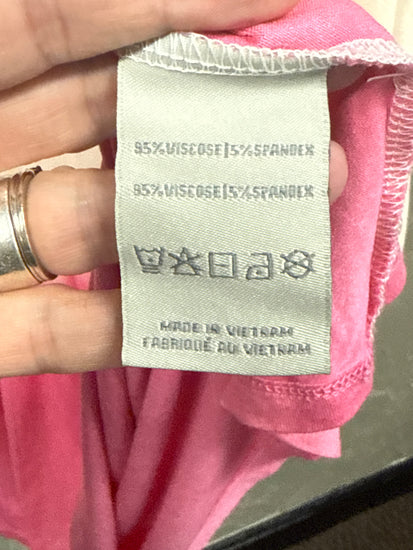 95% VISCOSE|5% SPANDEX
95% VISCOSE|5% SPANDEX
MADE IN VIETNAM
FABRIQUÉ AU VIETNAM